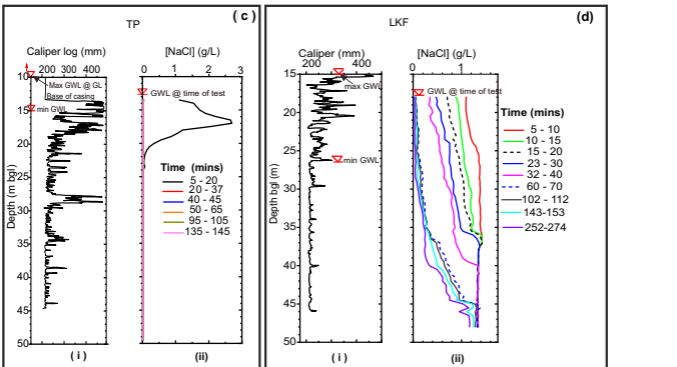 TP
( c )
Caliper log (mm)
200 300 400
[NaCl] (g/L)
0 1 2 3
10
15
20
25
30
35
40
45
50
Depth (m bgl)
Max GWL @ GL
Base of casing
min GWL
GWL @ time of test
Time (mins)
5 - 20
20 - 37
40 - 45
50 - 65
95 - 105
135 - 145
( i )
(ii)
LKF
(d)
Caliper (mm)
200 400
[NaCl] (g/L)
0 1
15
20
25
30
35
40
45
50
Depth bgl (m)
max GWL
min GWL
GWL @ time of test
Time (mins)
5 - 10
10 - 15
15 - 20
23 - 30
32 - 40
60 - 70
102 - 112
143-153
252-274
(i)
(ii)